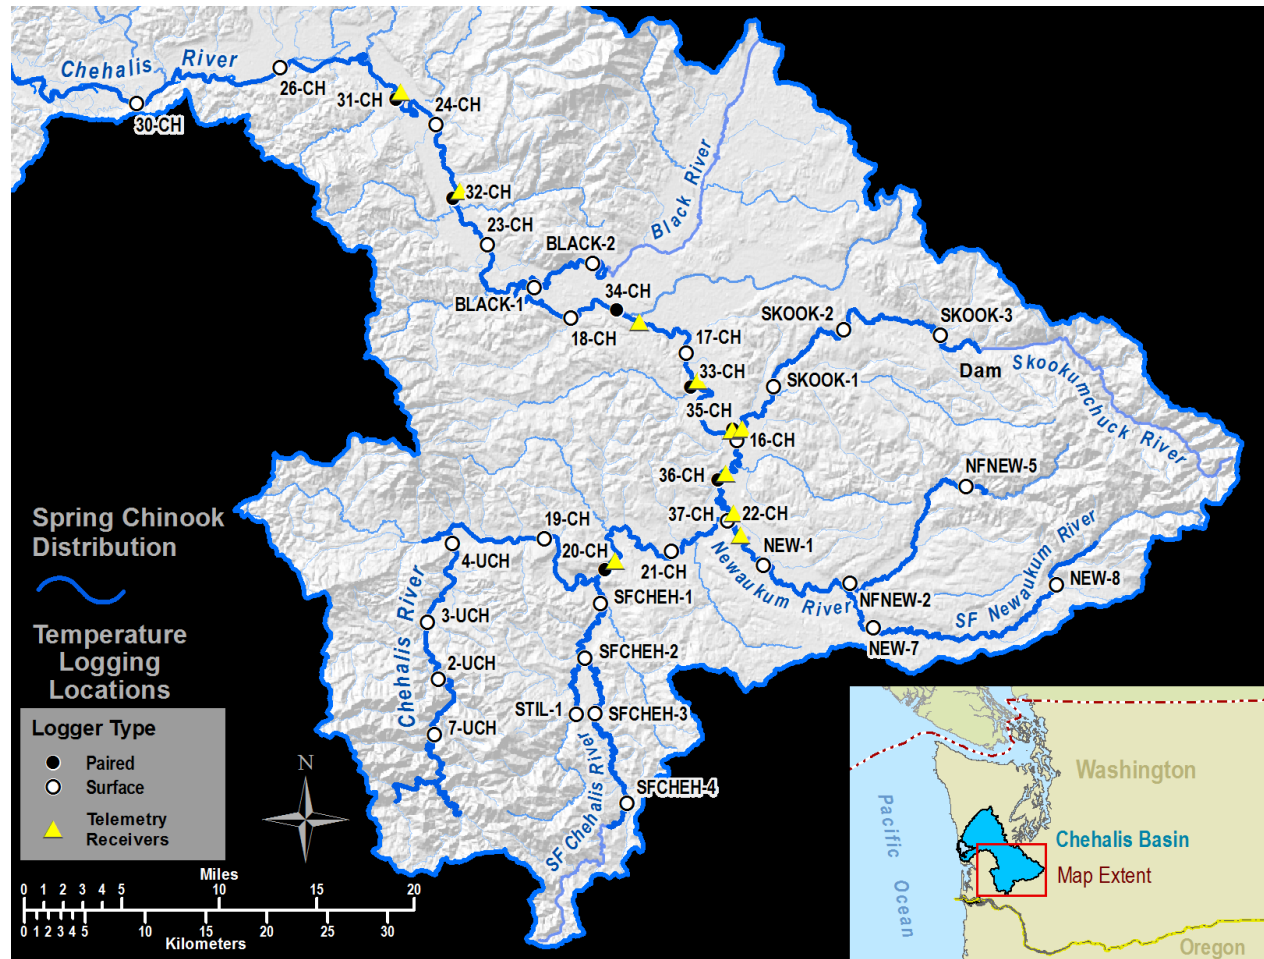 Chehalis River
26-CH
31-CH
24-CH
30-CH
32-CH
23-CH
Black River
BLACK-2
34-CH
BLACK-1
18-CH
SKOOK-2
SKOOK-3
17-CH
Dam
33-CH
SKOOK-1
Skookumchuck River
35-CH
16-CH
36-CH
NFNEW-5
Spring Chinook
Distribution
19-CH
37-CH
22-CH
20-CH
4-UCH
21-CH
NEW-1
Newaukum River
SF Newaukum River
NEW-8
NFNEW-2
SFCHEH-1
Chehalis River
3-UCH
NEW-7
Temperature
Logging
Locations
SFCHEH-2
2-UCH
STIL-1
SFCHEH-3
7-UCH
SF Chehalis River
SFCHEH-4
Logger Type
Paired
Surface
Telemetry
Receivers
N
Miles
0 1 2 3 4 5 10 15 20
0 1 2 3 4 5 10 15 20 25 30
Kilometers
Washington
Pacific Ocean
Chehalis Basin
Map Extent
Oregon